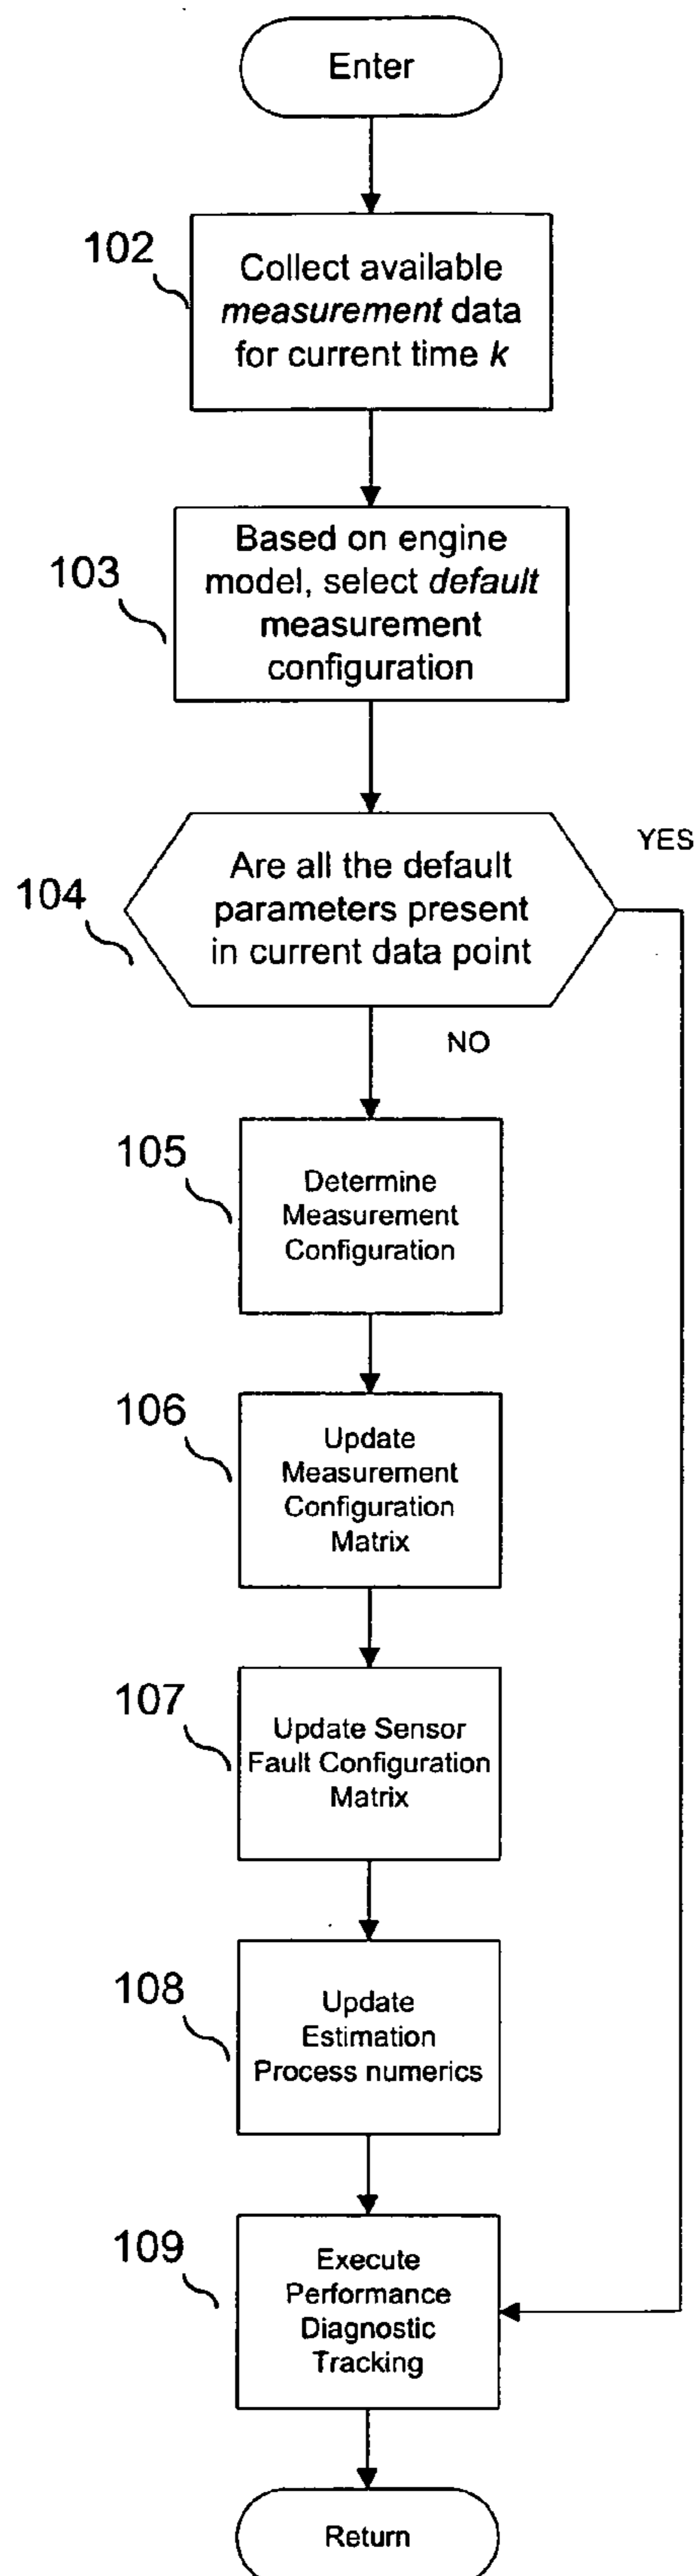 Enter
102
Collect available
measurement data
for current time k
103
Based on engine
model, select default
measurement
configuration
YES
104
Are all the default
parameters present
in current data point
NO
105
Determine
Measurement
Configuration
106
Update
Measurement
Configuration
Matrix
107
Update Sensor
Fault Configuration
Matrix
108
Update
Estimation
Process numerics
109
Execute
Performance
Diagnostic
Tracking
Return